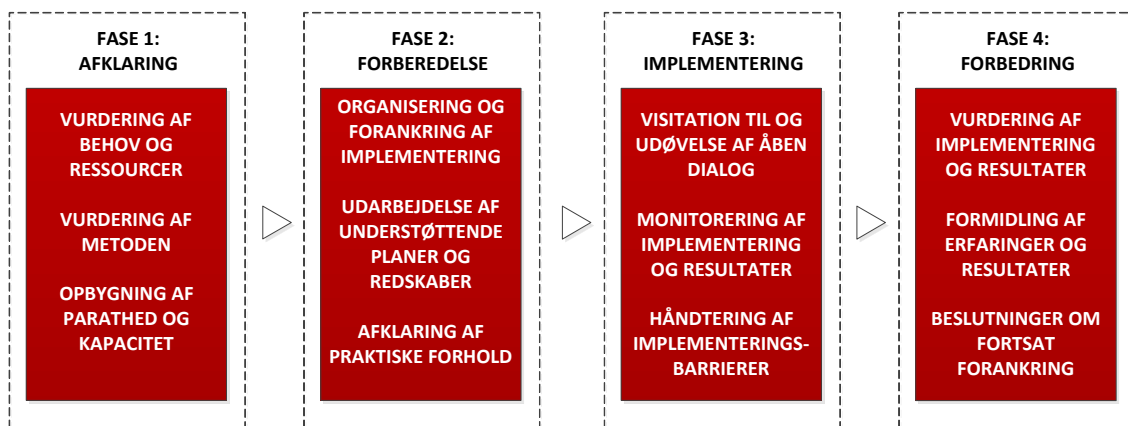 FASE 1:
AFKLARING
VURDERING AF
BEHOV OG
RESSOURCER
VURDERING AF
METODEN
OPBYGNING AF
PARATHED OG
KAPACITET
FASE 2:
FORBEREDELSE
ORGANISERING OG
FORANKRING AF
IMPLEMENTERING
UDARBEJDELSE AF
UNDERSTØTTENDE
PLANER OG
REDSKABER
AFKLARING AF
PRAKTISKE FORHOLD
FASE 3:
IMPLEMENTERING
VISITATION TIL OG
UDØVELSE AF ÅBEN
DIALOG
MONITORERING AF
IMPLEMENTERING
OG RESULTATER
HÅNDTERING AF
IMPLEMENTERINGS-
BARRIERER
FASE 4:
FORBEDRING
VURDERING AF
IMPLEMENTERING
OG RESULTATER
FORMIDLING AF
ERFARINGER OG
RESULTATER
BESLUTNINGER OM
FORTSAT
FORANKRING